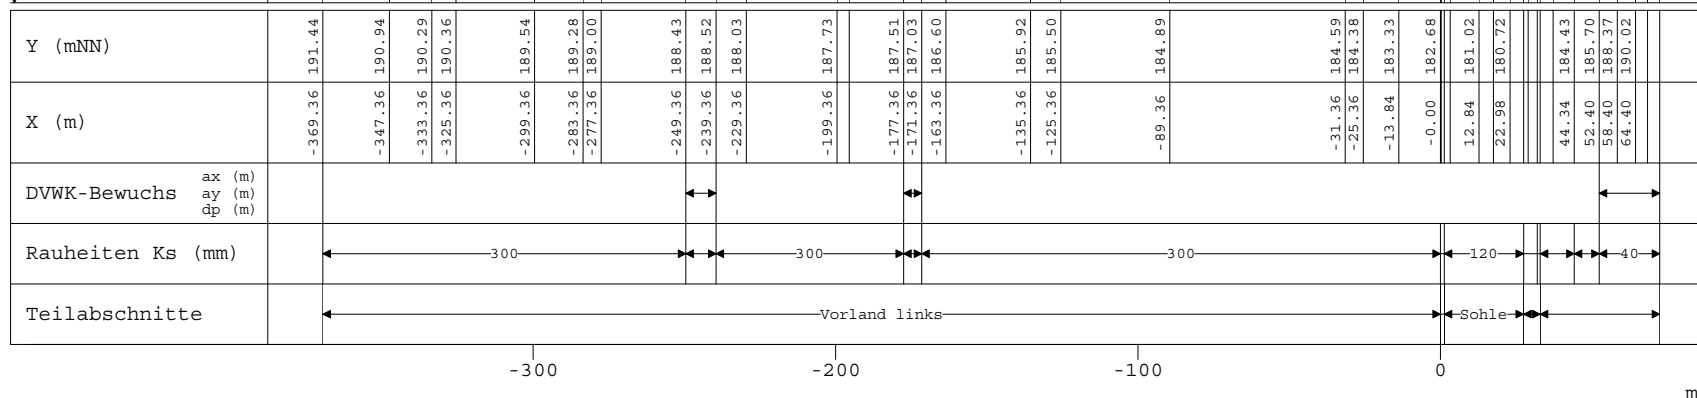 Y (mNN)
191.44 190.94 190.29 190.36 189.54 189.28 189.00 188.43 188.52 188.03 187.73 187.51 187.03 186.60 185.92 185.50 184.89 184.59 184.38 183.33 182.68 181.02 180.72 184.43 185.70 188.37 190.02
X (m)
-369.36 -347.36 -333.36 -325.36 -299.36 -283.36 -277.36 -249.36 -239.36 -229.36 -199.36 -177.36 -171.36 -163.36 -135.36 -125.36 -89.36 -31.36 -25.36 -13.84 -0.00 12.84 22.98 44.34 52.40 58.40 64.40
DVWK-Bewuchs
ax (m)
ay (m)
dp (m)
Rauheiten Ks (mm)
300 300 300 120 40
Teilabschnitte
Vorland links Sohle
-300 -200 -100 0
m